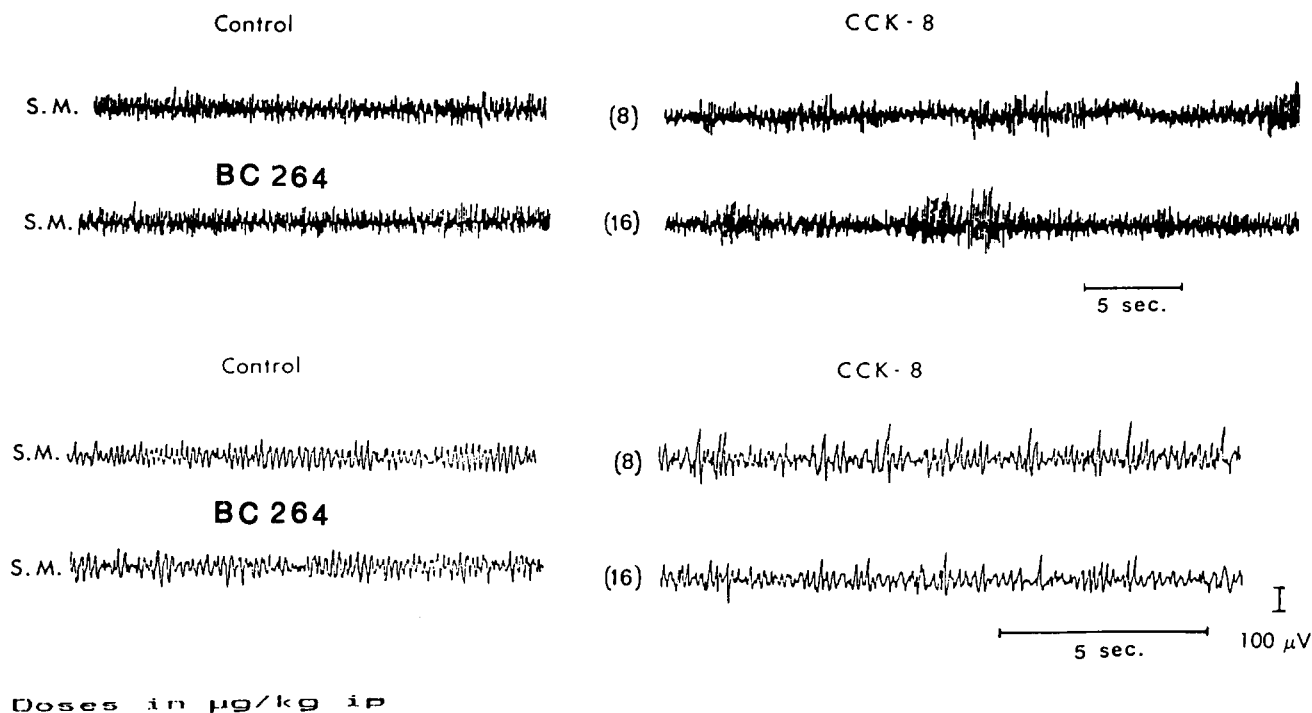 Control CCK-8
S.M. (8)
BC 264
S.M. (16)
5 sec.
Control CCK-8
S.M. (8)
BC 264
S.M. (16)
5 sec. 100 µV
Doses in µg/kg ip